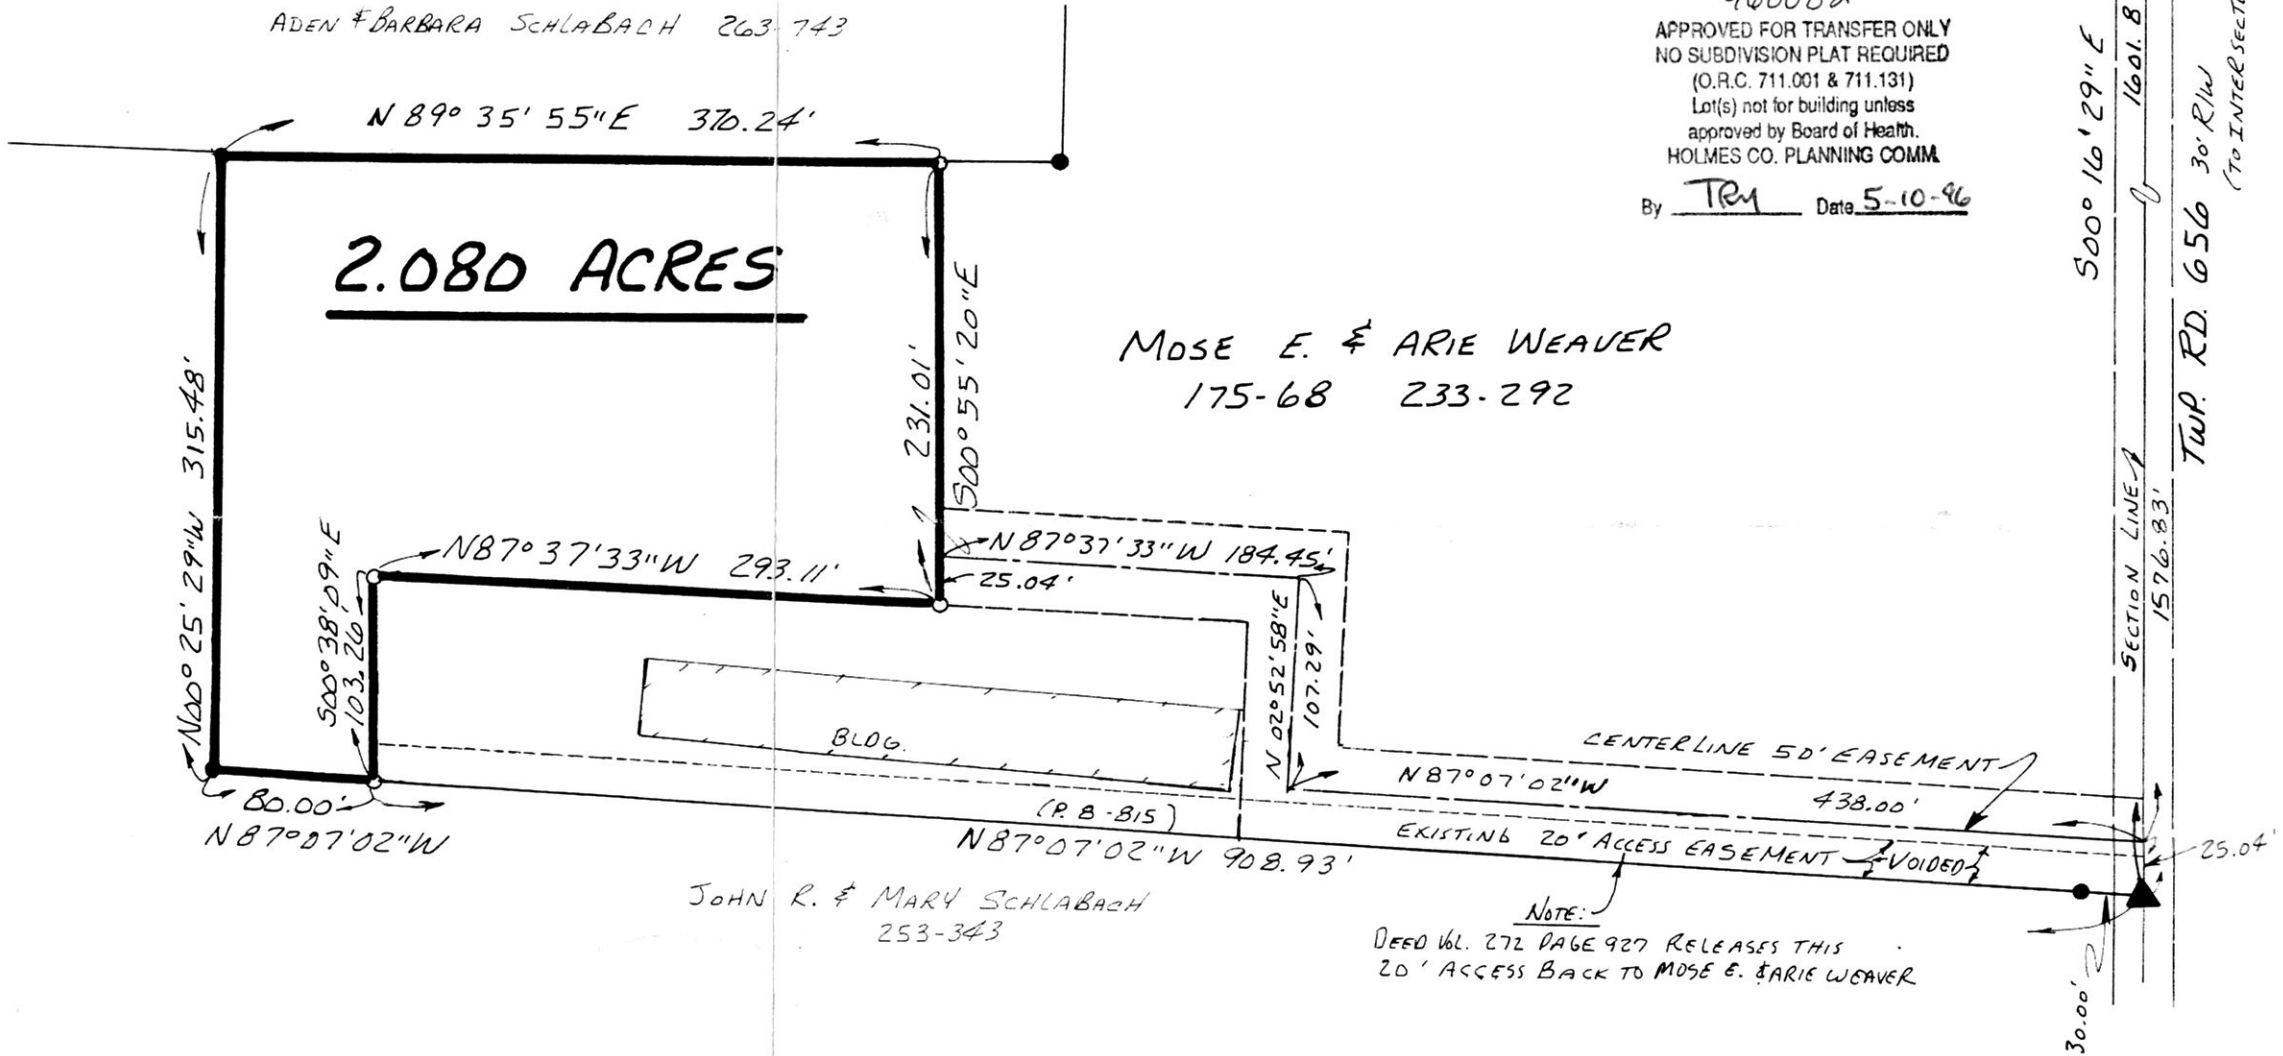 ADEN & BARBARA SCHLABACH 263-743
N 89° 35' 55"E 370.24'
2.080 ACRES
N00° 25' 29"W 315.48'
231.01'
S00° 55' 20"E
S00° 38' 09"E
103.26
N87° 37' 33"W 293.11'
N 87° 37' 33"W 184.45'
25.04'
N 02° 52' 58"E
107.29'
BLDG.
80.00'
N 87° 07' 02"W
(P. 8-815)
N 87° 07' 02"W 908.93'
JOHN R. & MARY SCHLABACH
253-343
MOSE E. & ARIE WEAVER
175-68 233-292
APPROVED FOR TRANSFER ONLY
NO SUBDIVISION PLAT REQUIRED
(O.R.C. 711.001 & 711.131)
Lot(s) not for building unless
approved by Board of Health.
HOLMES CO. PLANNING COMM.
By TRY Date 5-10-96
S00° 16' 29" E
1601.8
TWP. RD. 656 30' R/W
SECTION LINE
1576.83'
CENTERLINE 50' EASEMENT
N 87° 07' 02"W
438.00'
EXISTING 20' ACCESS EASEMENT VOIDED
25.04'
NOTE:
DEED VOL. 272 PAGE 927 RELEASES THIS
20' ACCESS BACK TO MOSE E. & ARIE WEAVER
30.00'